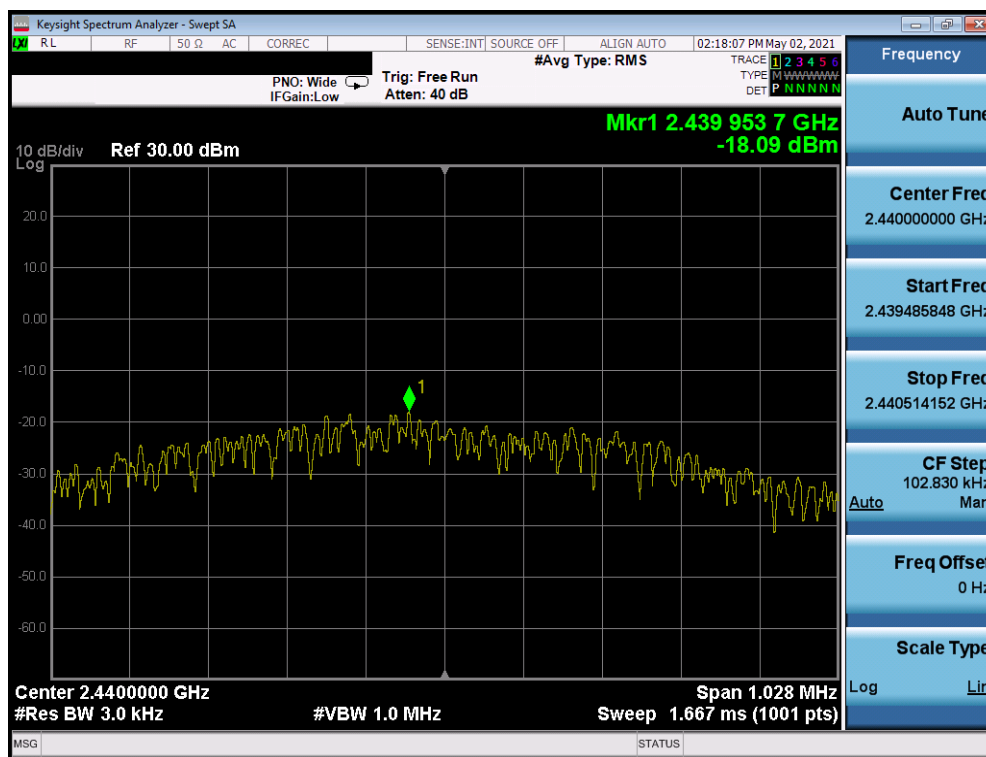 Keysight Spectrum Analyzer - Swept SA
LXI RL RF 50 Ω AC CORREC SENSE:INT SOURCE OFF ALIGN AUTO 02:18:07 PM May 02, 2021
#Avg Type: RMS
TRACE 1 2 3 4 5 6
PNO: Wide Trig: Free Run
TYPE M WWWWW
IFGain:Low Atten: 40 dB
DET P N N N N N
Mkr1 2.439 953 7 GHz
-18.09 dBm
10 dB/div Ref 30.00 dBm
Log
20.0
10.0
0.00
-10.0
1
-20.0
-30.0
-40.0
-50.0
-60.0
Center 2.4400000 GHz Span 1.028 MHz
#Res BW 3.0 kHz #VBW 1.0 MHz Sweep 1.667 ms (1001 pts)
MSG STATUS
Frequency
Auto Tune
Center Freq
2.440000000 GHz
Start Freq
2.439485848 GHz
Stop Freq
2.440514152 GHz
CF Step
102.830 kHz
Auto Man
Freq Offset
0 Hz
Scale Type
Log Lin